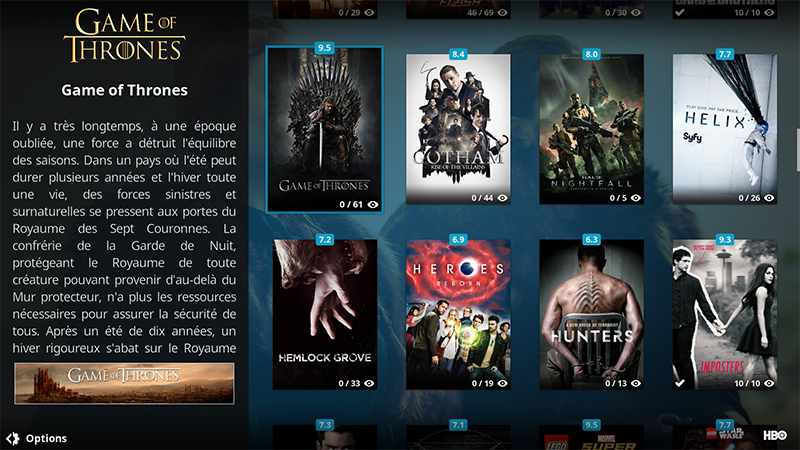 GAME OF
THRONES
Game of Thrones
Il y a très longtemps, à une époque
oubliée, une force a détruit l'équilibre
des saisons. Dans un pays où l'été peut
durer plusieurs années et l'hiver toute
une vie, des forces sinistres et
surnaturelles se pressent aux portes du
Royaume des Sept Couronnes. La
confrérie de la Garde de Nuit,
protégeant le Royaume de toute
créature pouvant provenir d'au-delà du
Mur protecteur, n'a plus les ressources
nécessaires pour assurer la sécurité de
tous. Après un été de dix années, un
hiver rigoureux s'abat sur le Royaume
GAME OF THRONES
Options
0 / 29
46 / 69
0 / 30
10 / 10
9.5
GAME OF THRONES
0 / 61
8.4
GOTHAM
RISE OF THE VILLAINS
0 / 44
8.0
HALO
NIGHTFALL
0 / 5
7.7
PLAY GOD. PAY THE PRICE.
HELIX
Syfy
0 / 26
7.2
HEMLOCK GROVE
0 / 33
6.9
HEROES
REBORN
0 / 19
6.3
A NEW BREED OF TERRORIST
HUNTERS
0 / 13
9.3
IMPOSTERS
10 / 10
7.3
7.1
9.5
LEGO MARVEL
SUPER
7.7
LEGO STAR
WARS
HBO